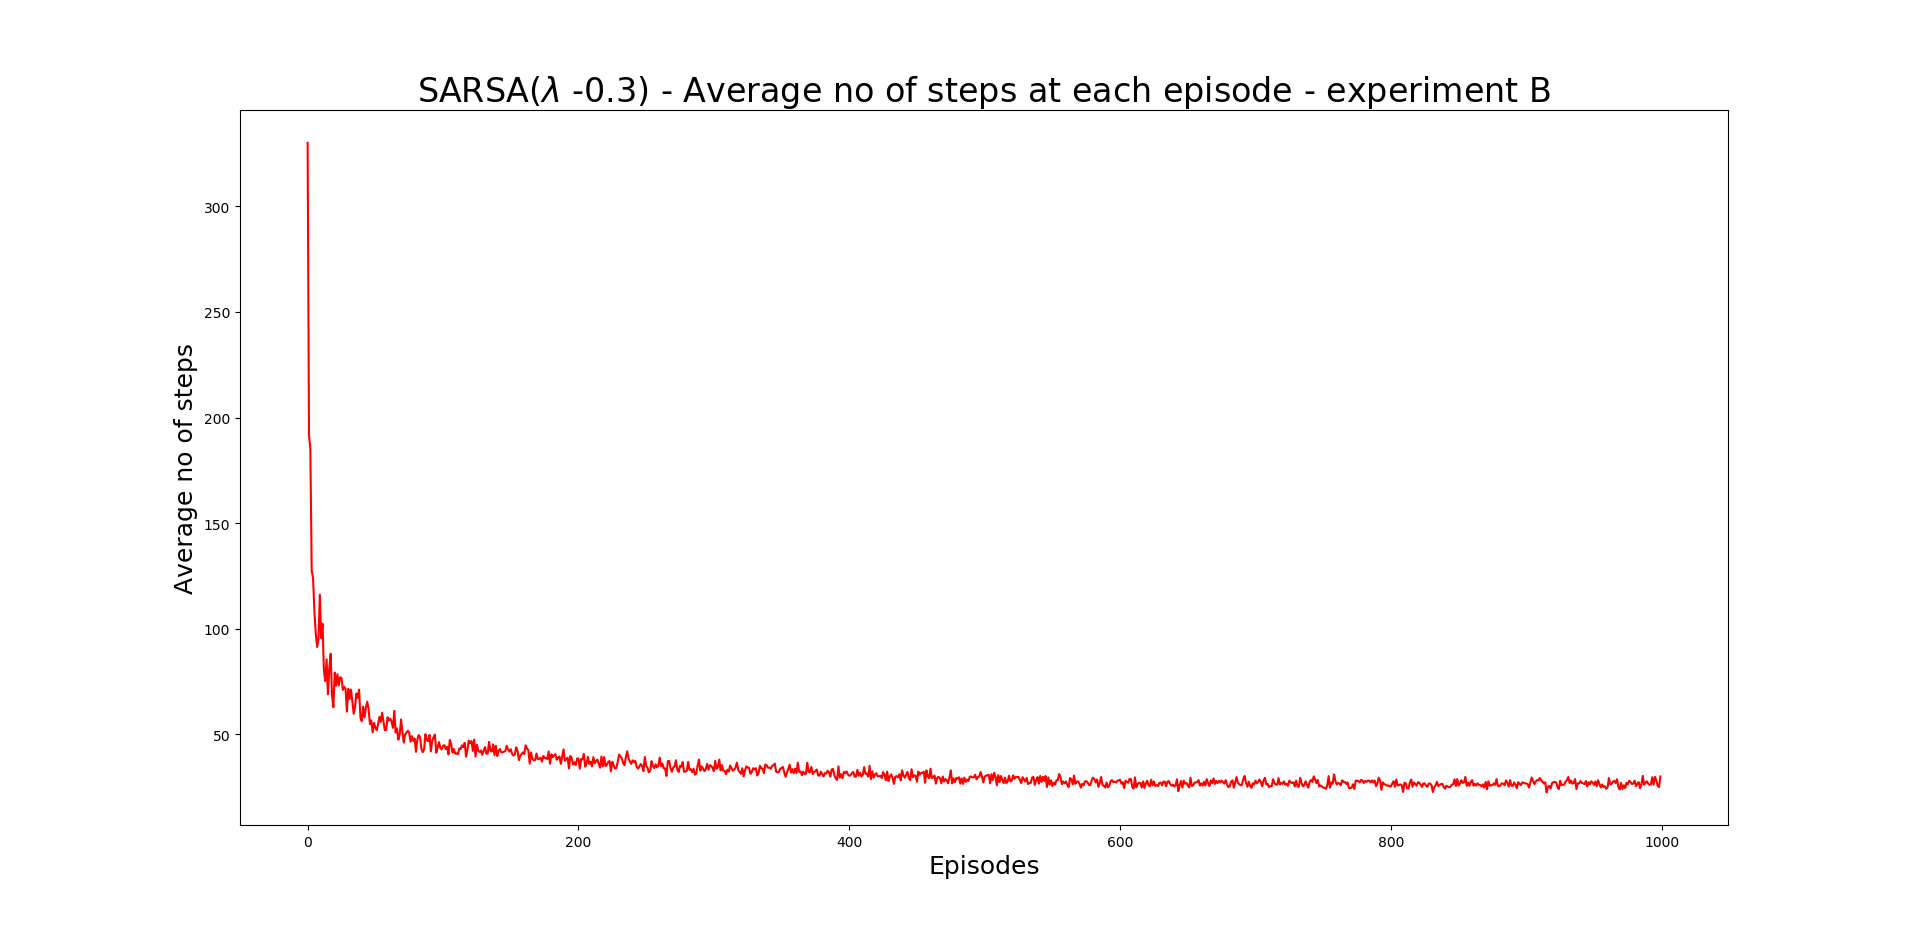 SARSA(λ -0.3) - Average no of steps at each episode - experiment B
Average no of steps
300
250
200
150
100
50
0 200 400 600 800 1000
Episodes